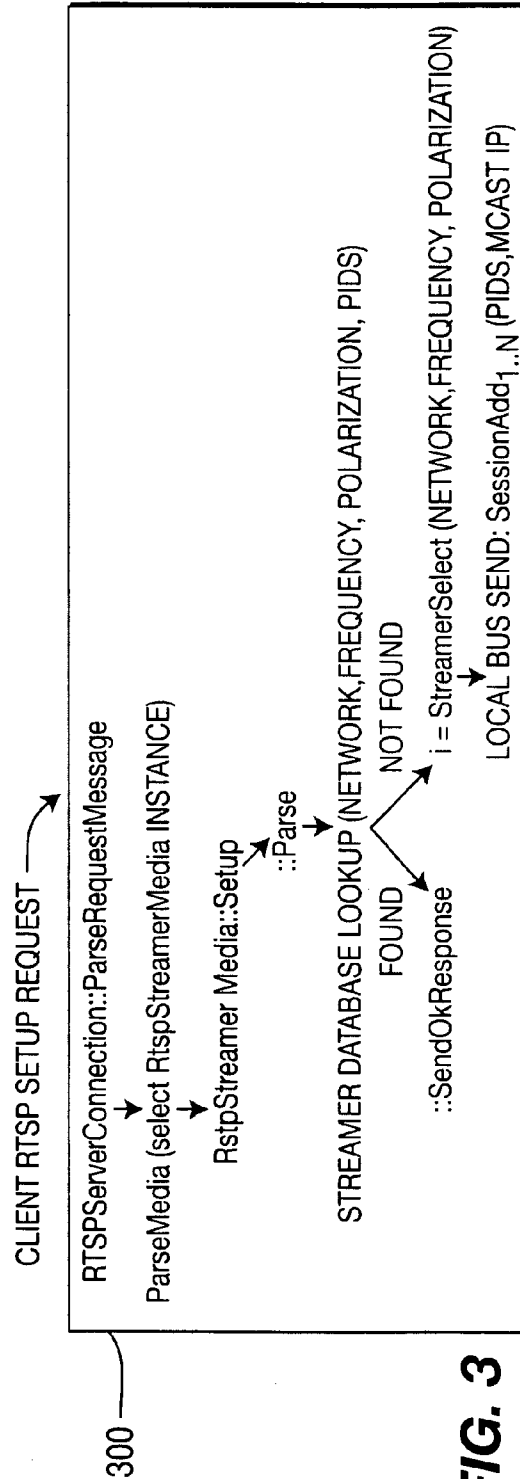 CLIENT RTSP SETUP REQUEST
300
RTSPServerConnection::ParseRequestMessage
ParseMedia (select RtspStreamerMedia INSTANCE)
RstpStreamer Media::Setup
::Parse
STREAMER DATABASE LOOKUP (NETWORK,FREQUENCY, POLARIZATION, PIDS)
FOUND NOT FOUND
::SendOkResponse
i = StreamerSelect (NETWORK,FREQUENCY, POLARIZATION)
LOCAL BUS SEND: SessionAdd1..N (PIDS,MCAST IP)
FIG. 3